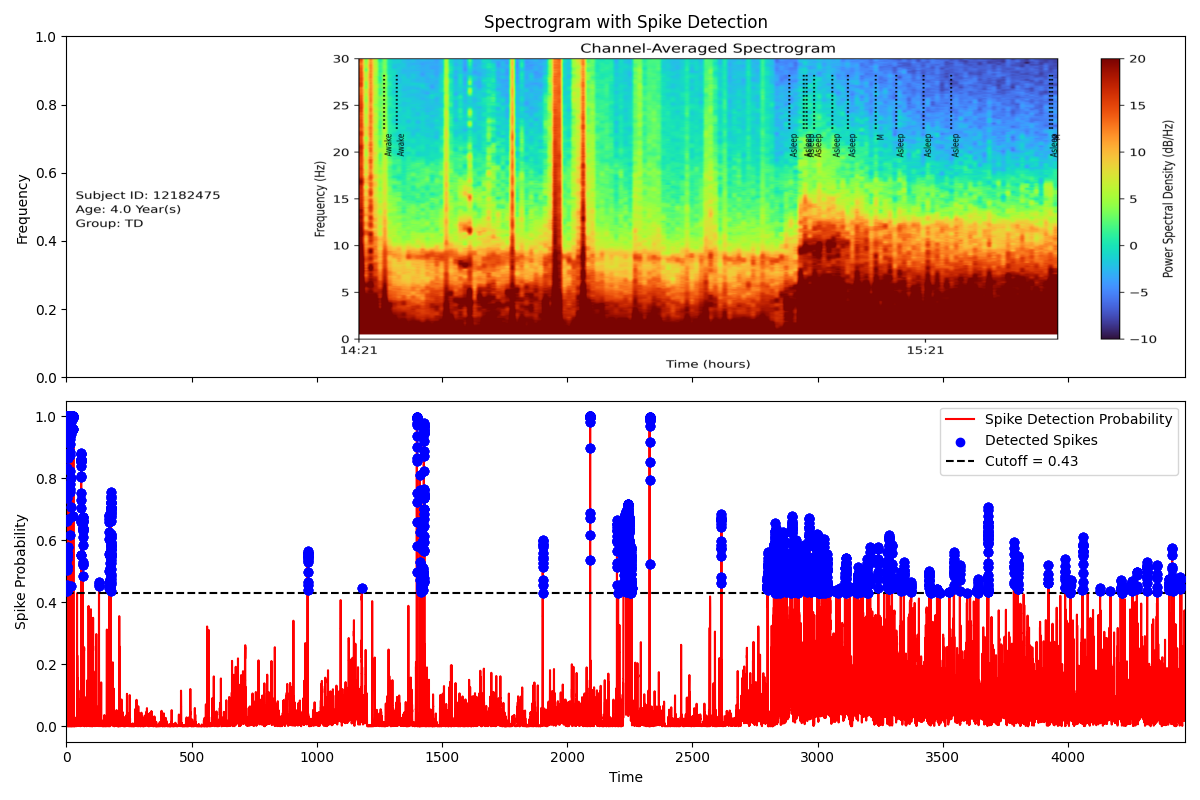 Spectrogram with Spike Detection
Channel-Averaged Spectrogram
Frequency
1.0
0.8
0.6
0.4
0.2
0.0
Subject ID: 12182475
Age: 4.0 Year(s)
Group: TD
Frequency (Hz)
30
25
20
15
10
5
0
Awake
Awake
Asleep
Asleep
Asleep
Asleep
Asleep
Asleep
M
Asleep
Asleep
Asleep
Asleep
14:21
15:21
Time (hours)
20
15
10
5
0
−5
−10
Power Spectral Density (dB/Hz)
Spike Probability
1.0
0.8
0.6
0.4
0.2
0.0
Spike Detection Probability
Detected Spikes
Cutoff = 0.43
0
500
1000
1500
2000
2500
3000
3500
4000
Time